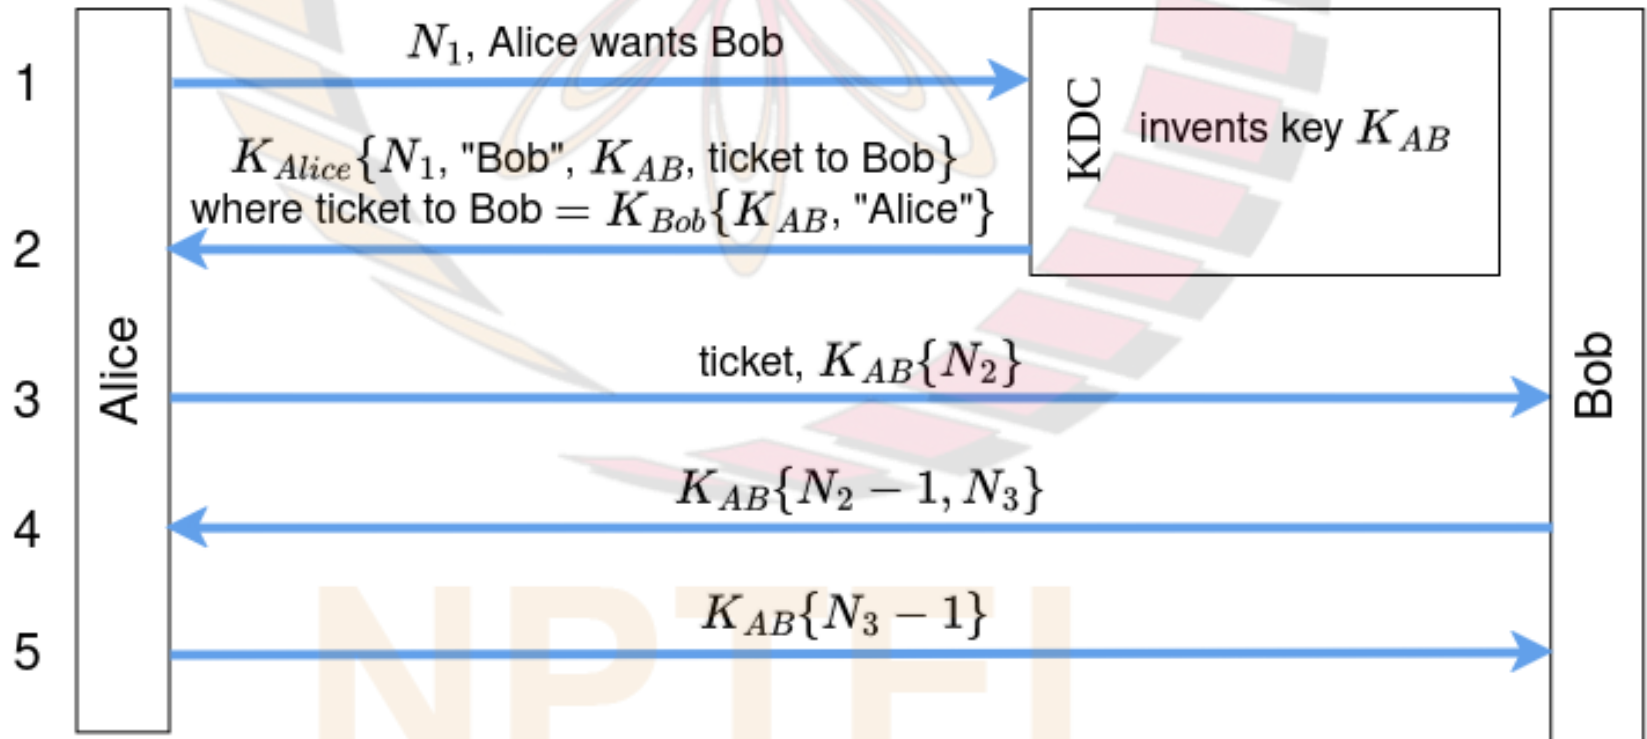 N₁, Alice wants Bob
1
KDC
invents key K_AB
K_Alice{N₁, "Bob", K_AB, ticket to Bob}
where ticket to Bob = K_Bob{K_AB, "Alice"}
2
Alice
Bob
ticket, K_AB{N₂}
3
K_AB{N₂ − 1, N₃}
4
K_AB{N₃ − 1}
5
NPTEL